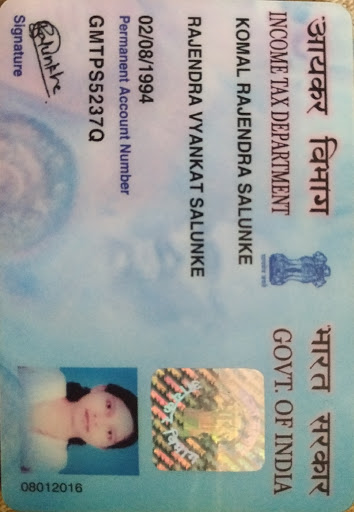 आयकर विभाग
INCOME TAX DEPARTMENT
भारत सरकार
GOVT. OF INDIA
KOMAL RAJENDRA SALUNKE
RAJENDRA VYANKAT SALUNKE
02/08/1994
Permanent Account Number
GMTPS5237Q
Signature
08012016